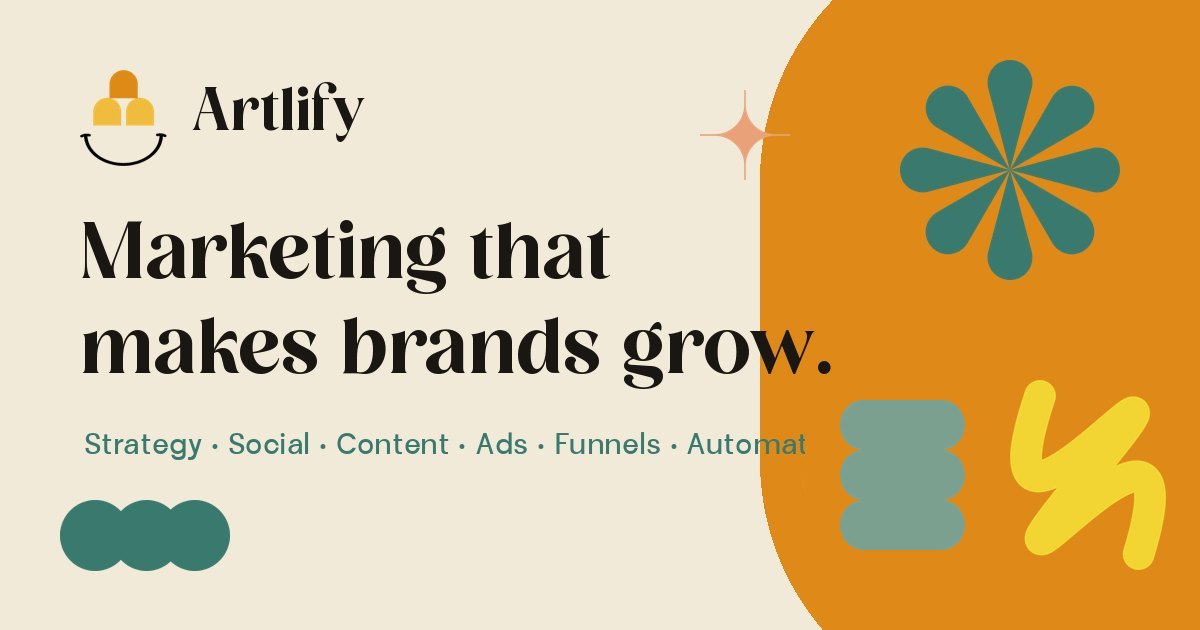 Artlify
Marketing that
makes brands grow.
Strategy · Social · Content · Ads · Funnels · Automat